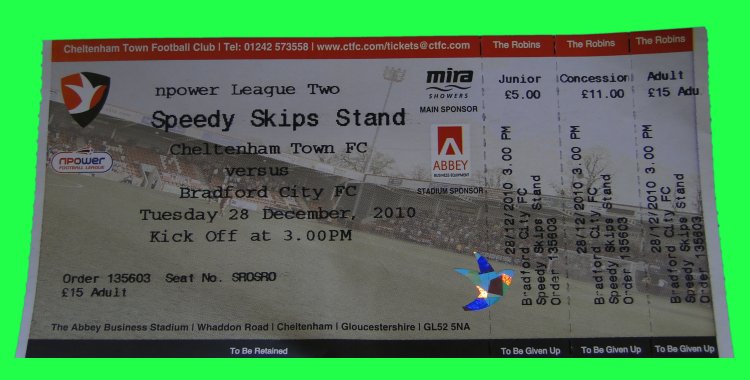 Cheltenham Town Football Club | Tel: 01242 573558 | www.ctfc.com/tickets@ctfc.com
npower League Two
Speedy Skips Stand
Cheltenham Town FC
versus
Bradford City FC
Tuesday 28 December, 2010
Kick Off at 3.00PM
Order 135603 Seat No. SROSRO
£15 Adult
The Abbey Business Stadium | Whaddon Road | Cheltenham | Gloucestershire | GL52 5NA
To Be Retained
npower
FOOTBALL LEAGUE
mira
SHOWERS
MAIN SPONSOR
ABBEY
BUSINESS EQUIPMENT
STADIUM SPONSOR
The Robins
Junior
£5.00
28/12/2010 3.00 PM
Bradford City FC
Speedy Skips Stand
Order 135603
To Be Given Up
The Robins
Concession
£11.00
28/12/2010 3.00 PM
Bradford City FC
Speedy Skips Stand
Order 135603
To Be Given Up
The Robins
Adult
£15 Adu
28/12/2010 3.00 PM
Bradford City FC
Speedy Skips Stand
Order 135603
To Be Given Up